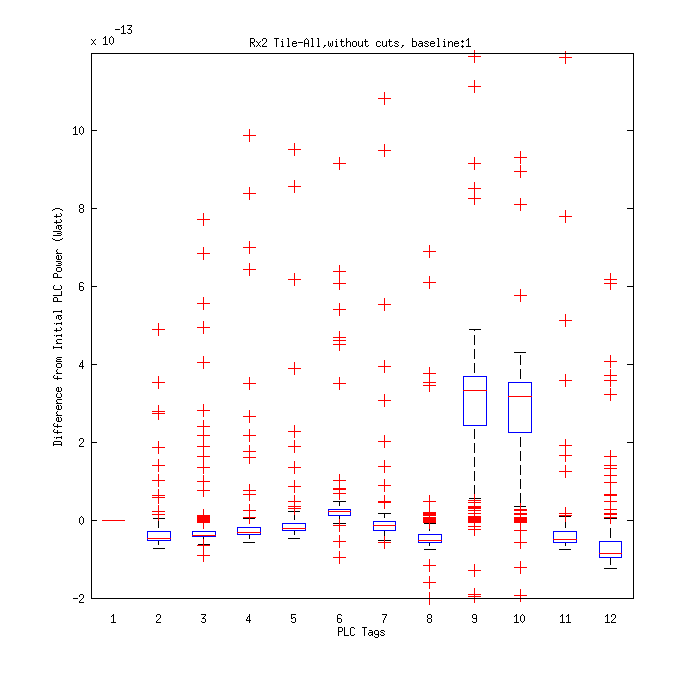 x 10 -13
Rx2 Tile-All,without cuts, baseline:1
Difference from Initial PLC Power (Watt)
10
8
6
4
2
0
-2
1 2 3 4 5 6 7 8 9 10 11 12
PLC Tags